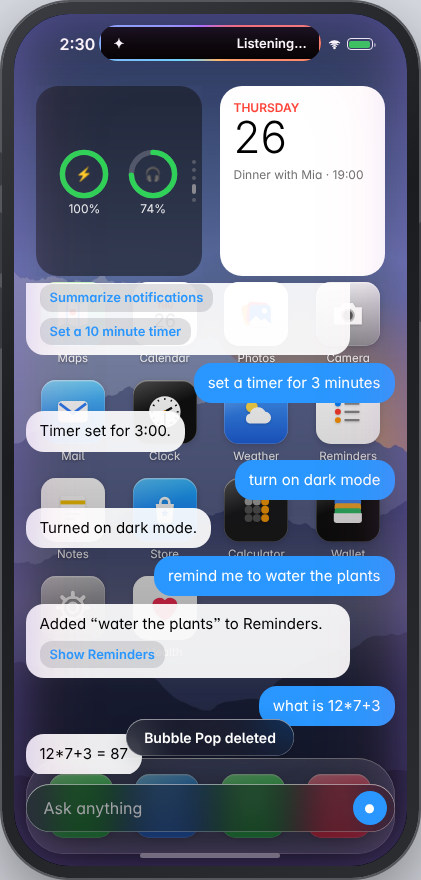 2:30
Listening...
100%
74%
THURSDAY
26
Dinner with Mia · 19:00
Summarize notifications
Set a 10 minute timer
Maps
Calendar
Photos
Camera
set a timer for 3 minutes
Timer set for 3:00.
Mail
Clock
Weather
Reminders
turn on dark mode
Turned on dark mode.
Notes
Store
Calculator
Wallet
remind me to water the plants
Added “water the plants” to Reminders.
Show Reminders
what is 12*7+3
Bubble Pop deleted
12*7+3 = 87
Ask anything